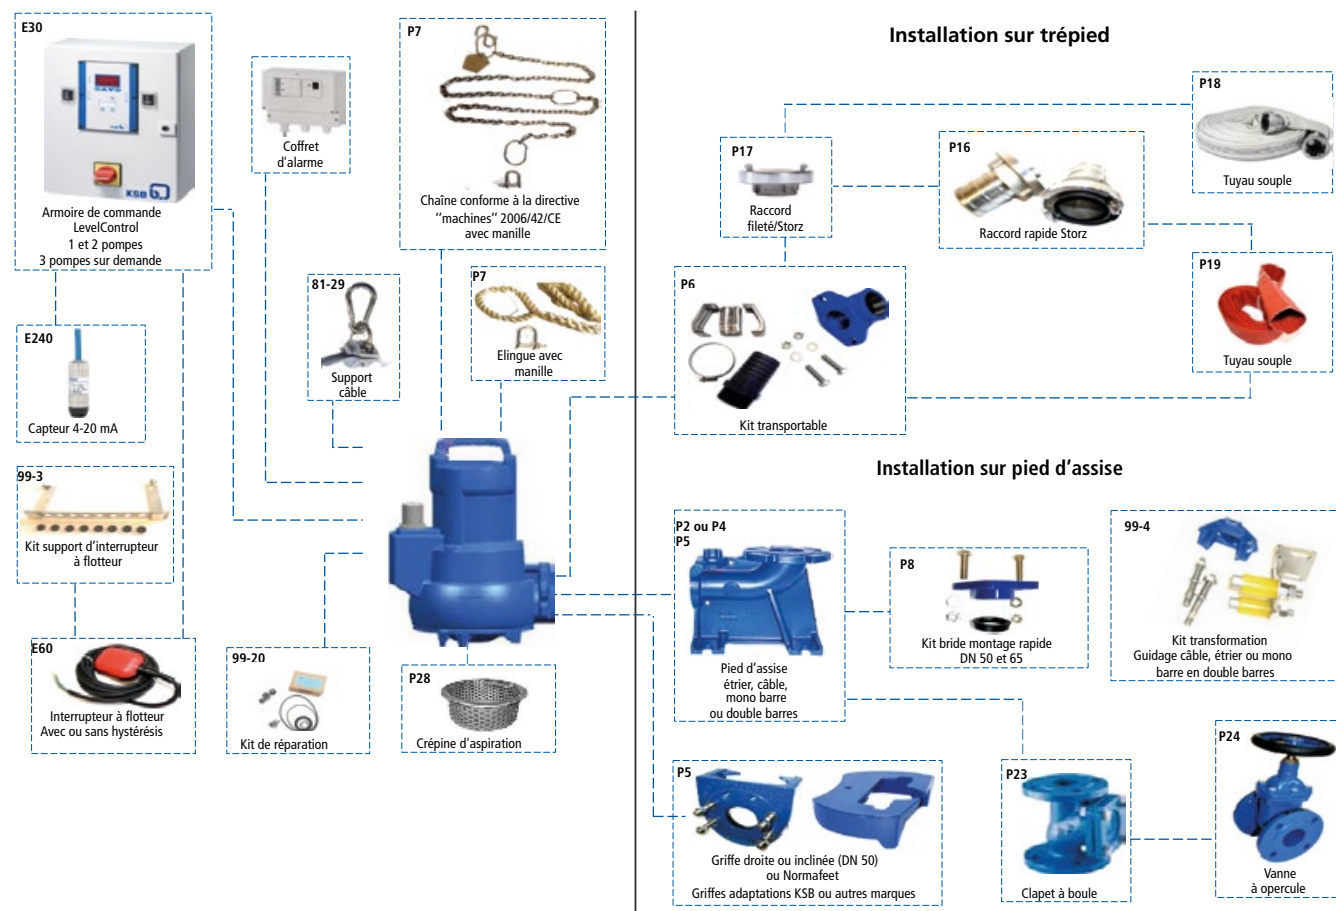 E30
KSB
Armoire de commande
LevelControl
1 et 2 pompes
3 pompes sur demande
Coffret
d'alarme
P7
Chaîne conforme à la directive
"machines" 2006/42/CE
avec manille
E240
Capteur 4-20 mA
81-29
Support
câble
P7
Elingue avec
manille
99-3
Kit support d'interrupteur
à flotteur
E60
Interrupteur à flotteur
Avec ou sans hystérésis
99-20
Kit de réparation
P28
Crépine d'aspiration
Installation sur trépied
P18
Tuyau souple
P17
Raccord
fileté/Storz
P16
Raccord rapide Storz
P19
Tuyau souple
P6
Kit transportable
Installation sur pied d'assise
P2 ou P4
P5
Pied d'assise
étrier, câble,
mono barre
ou double barres
P8
Kit bride montage rapide
DN 50 et 65
99-4
Kit transformation
Guidage câble, étrier ou mono
barre en double barres
P5
Griffe droite ou inclinée (DN 50)
ou Normafeet
Griffes adaptations KSB ou autres marques
P23
Clapet à boule
P24
Vanne
à opercule